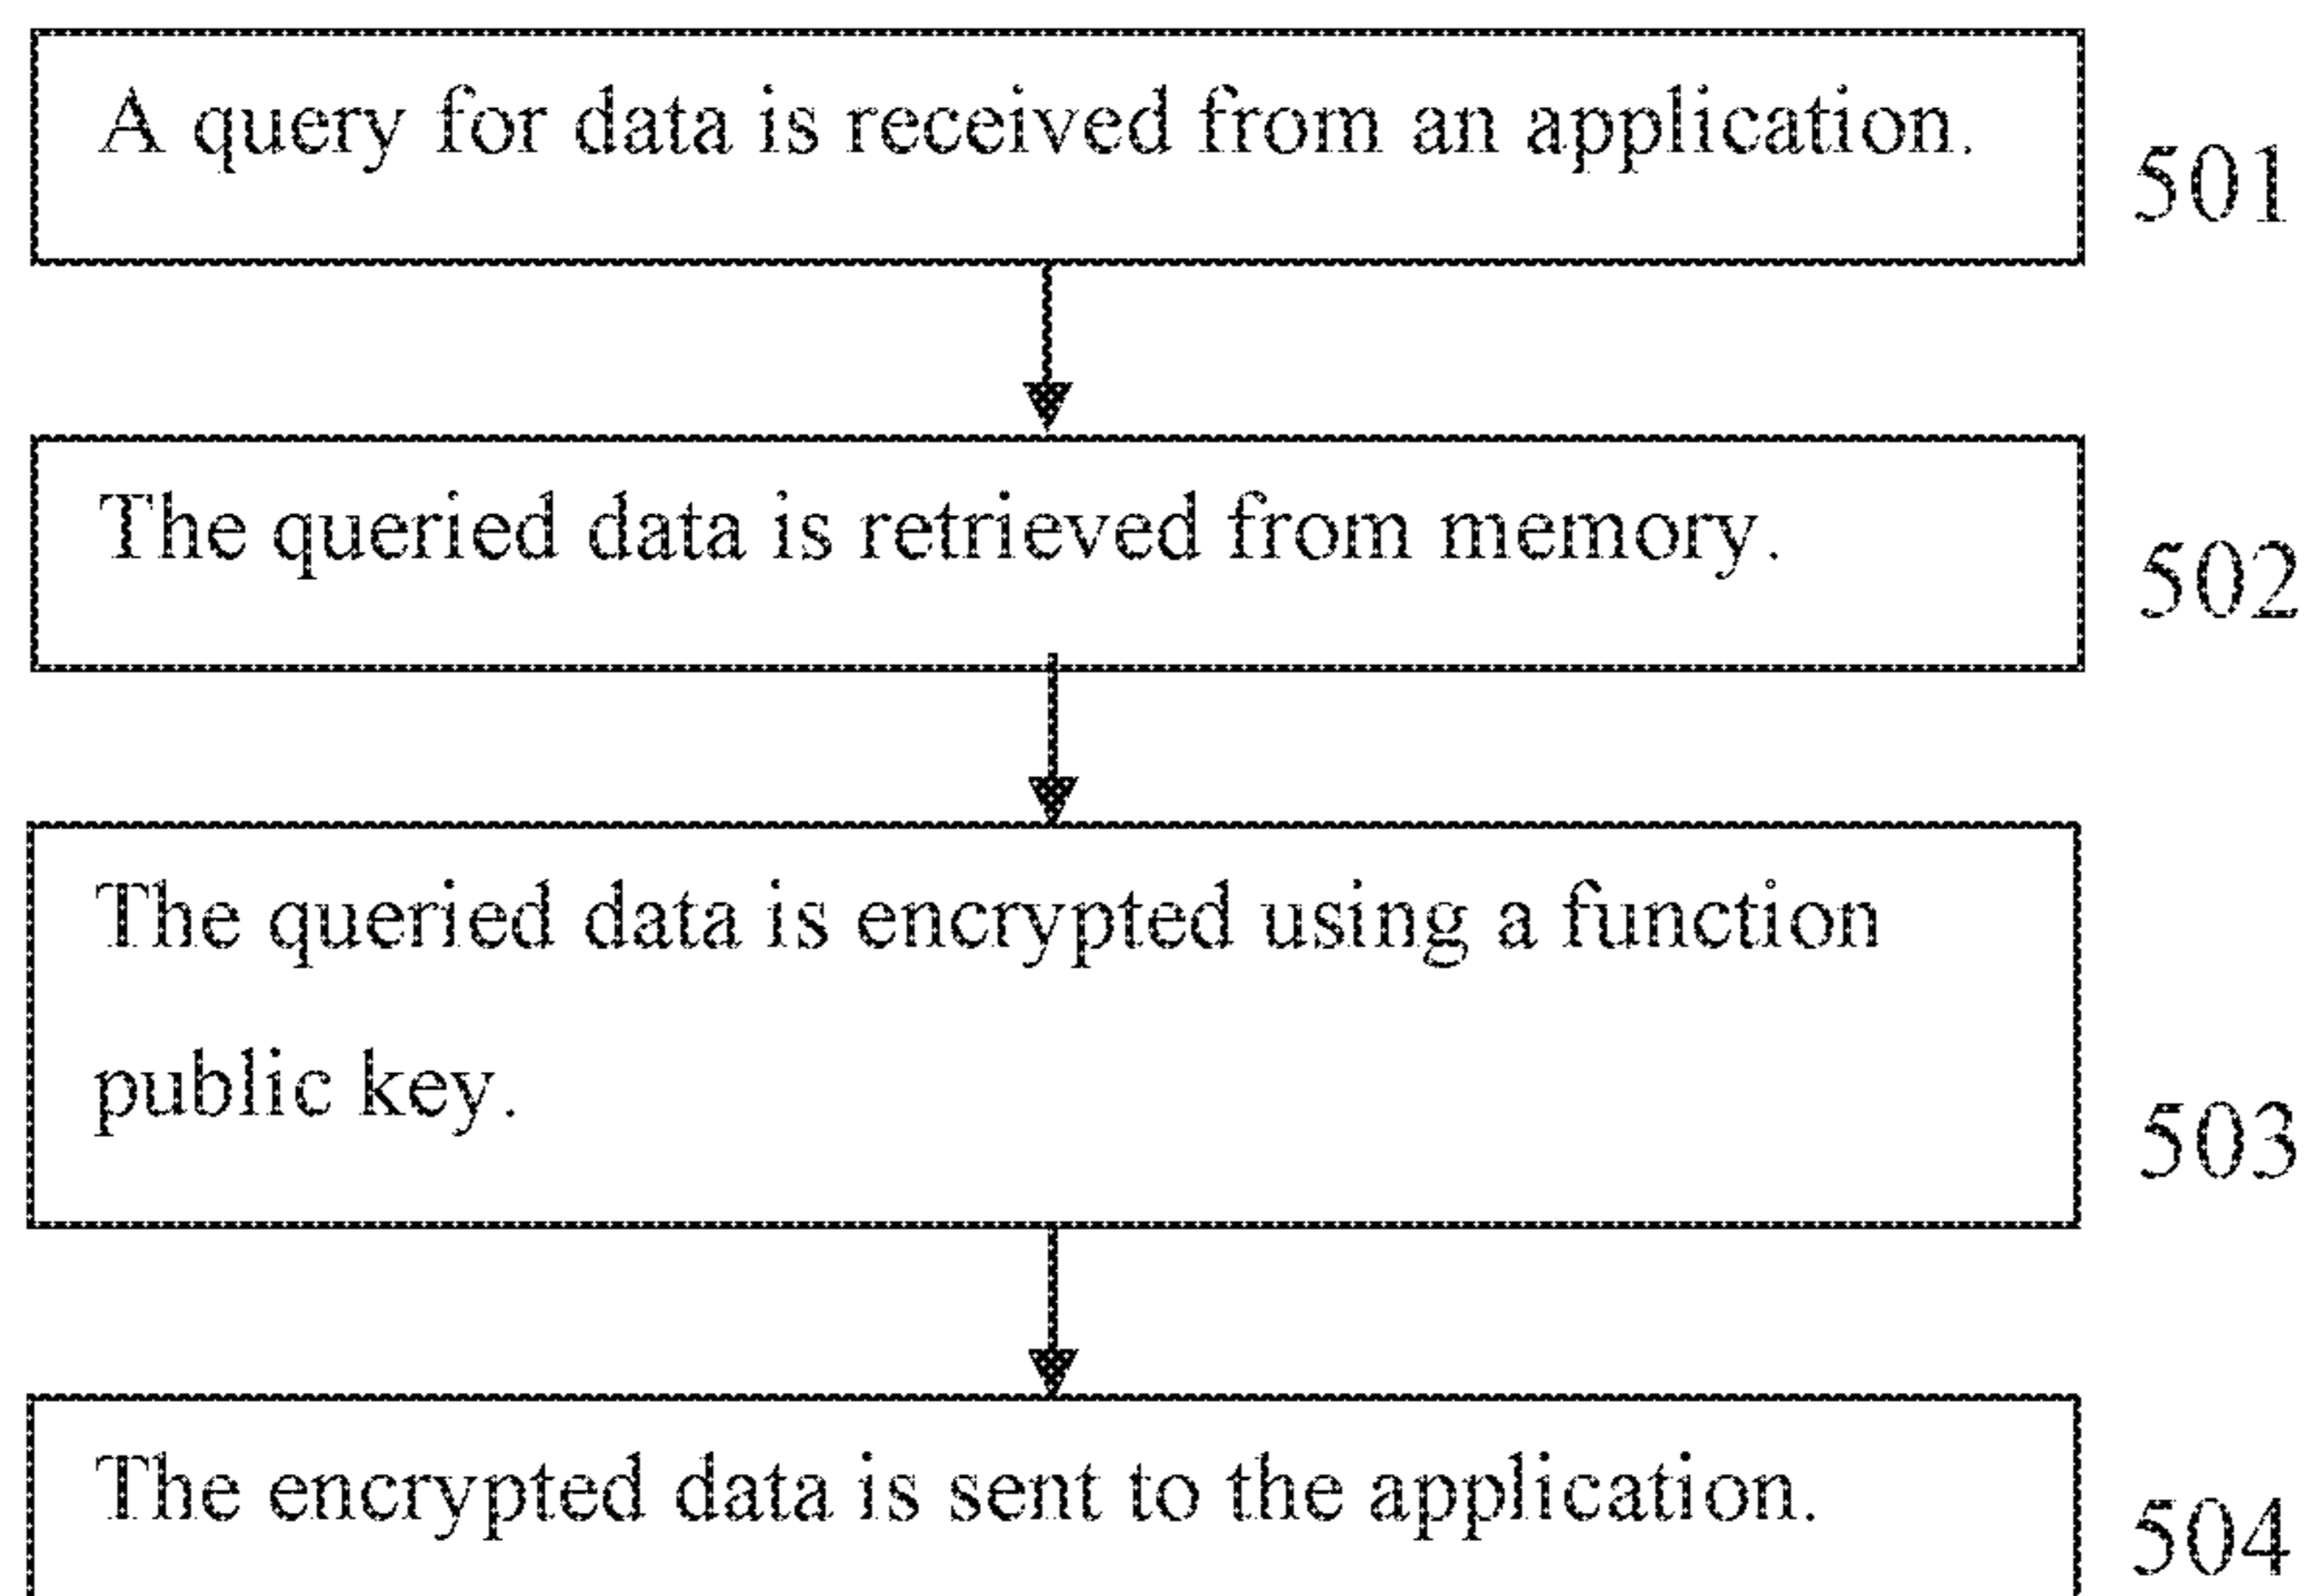 A query for data is received from an application.
501
The queried data is retrieved from memory.
502
The queried data is encrypted using a function
public key.
503
The encrypted data is sent to the application.
504